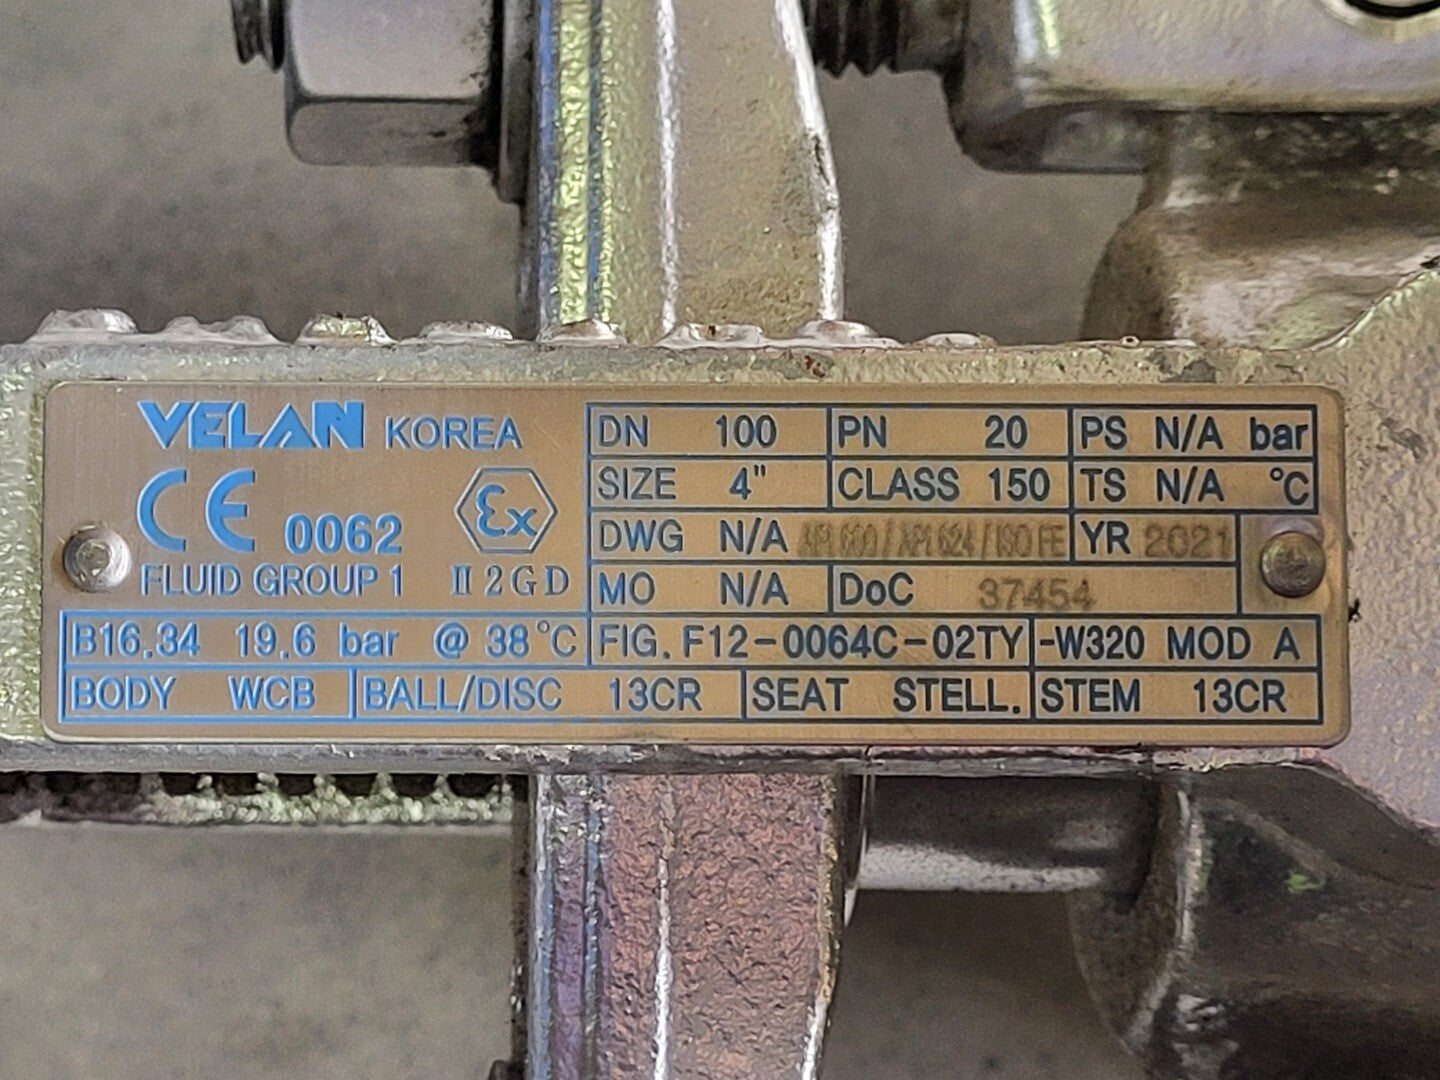 VELAN KOREA
CE 0062
Ex
FLUID GROUP 1 II 2 G D
DN 100 PN 20 PS N/A bar
SIZE 4" CLASS 150 TS N/A °C
DWG N/A API 600 / API 624 / ISO FE YR 2021
MO N/A DoC 37454
B16.34 19.6 bar @ 38°C FIG. F12-0064C-02TY -W320 MOD A
BODY WCB BALL/DISC 13CR SEAT STELL. STEM 13CR